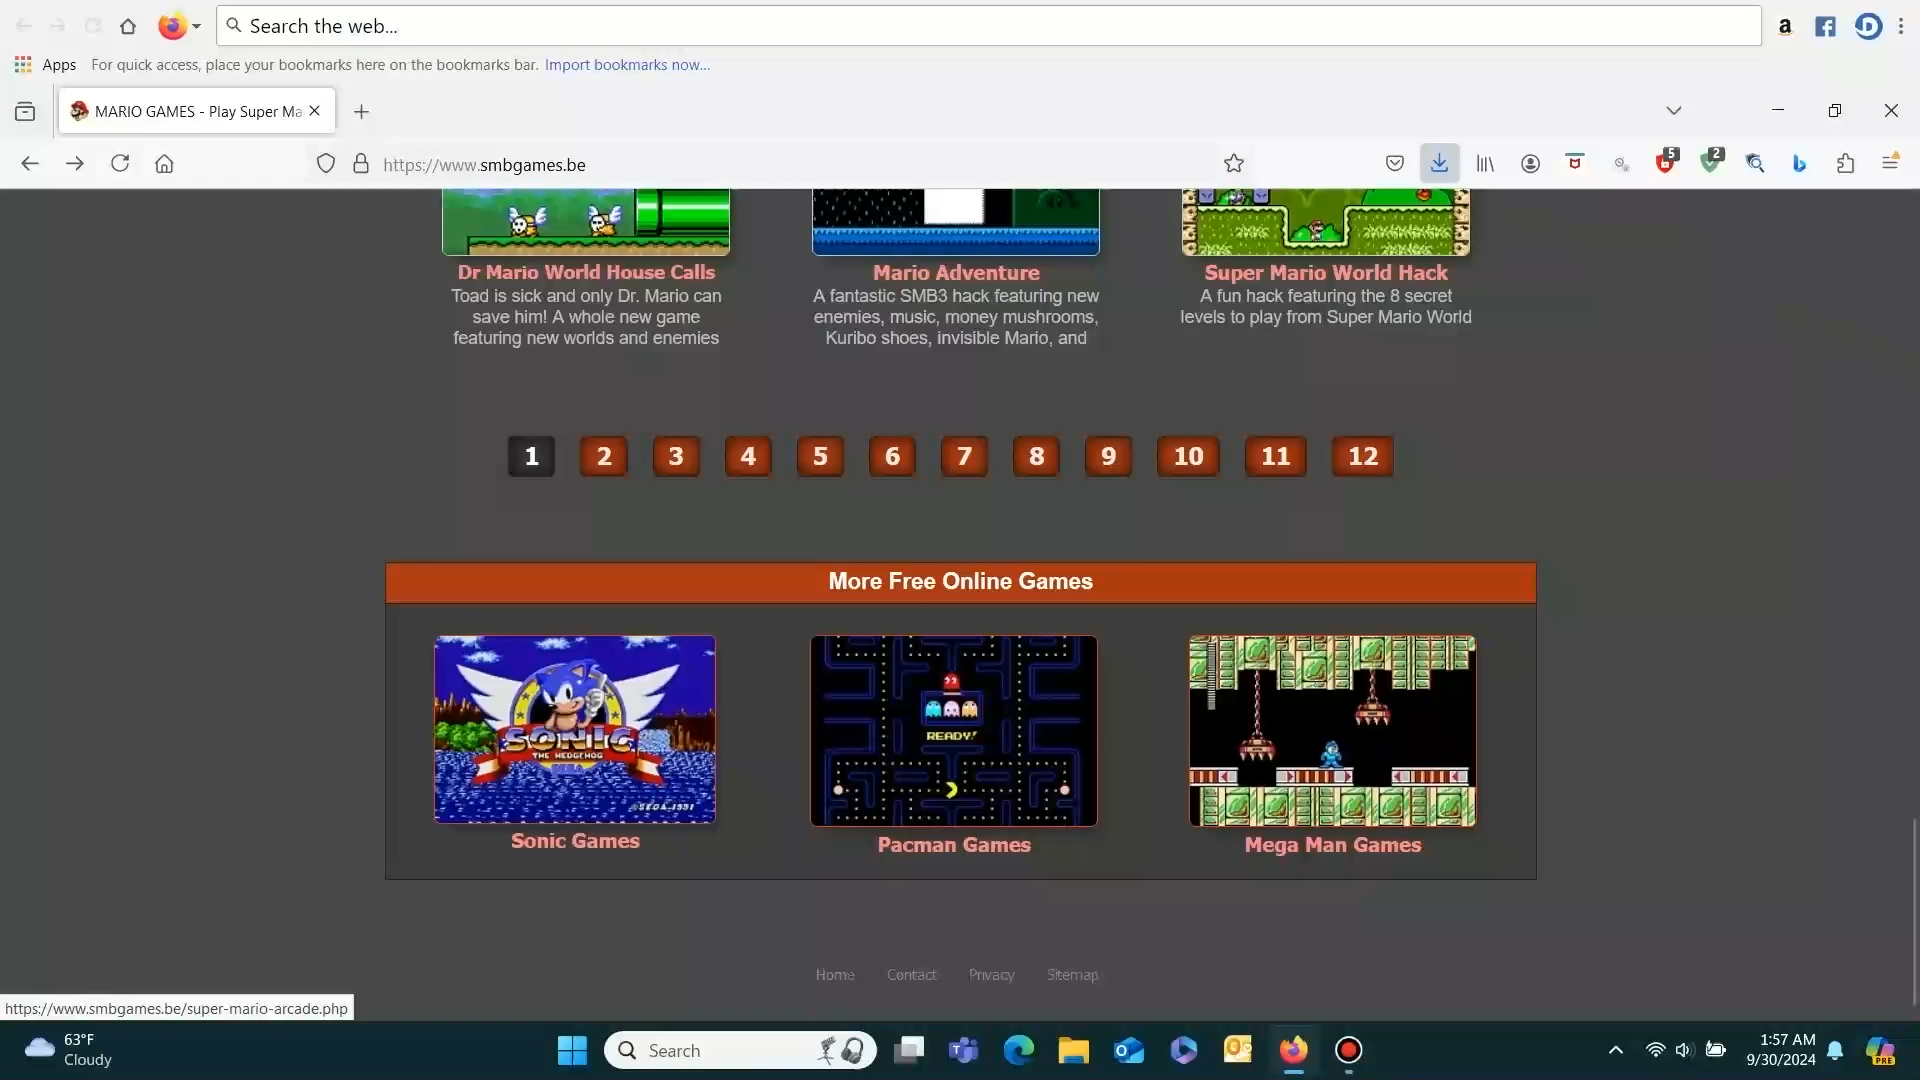 Search the web...
a
Apps
For quick access, place your bookmarks here on the bookmarks bar. Import bookmarks now...
MARIO GAMES - Play Super Ma
https://www.smbgames.be
5
2
Dr Mario World House Calls
Toad is sick and only Dr. Mario can
save him! A whole new game
featuring new worlds and enemies
Mario Adventure
A fantastic SMB3 hack featuring new
enemies, music, money mushrooms,
Kuribo shoes, invisible Mario, and
Super Mario World Hack
A fun hack featuring the 8 secret
levels to play from Super Mario World
1 2 3 4 5 6 7 8 9 10 11 12
More Free Online Games
SONIC
THE HEDGEHOG
SEGA
©SEGA 1991
Sonic Games
READY!
Pacman Games
Mega Man Games
Home Contact Privacy Sitemap
https://www.smbgames.be/super-mario-arcade.php
63°F
Cloudy
Search
1:57 AM
9/30/2024
PRE